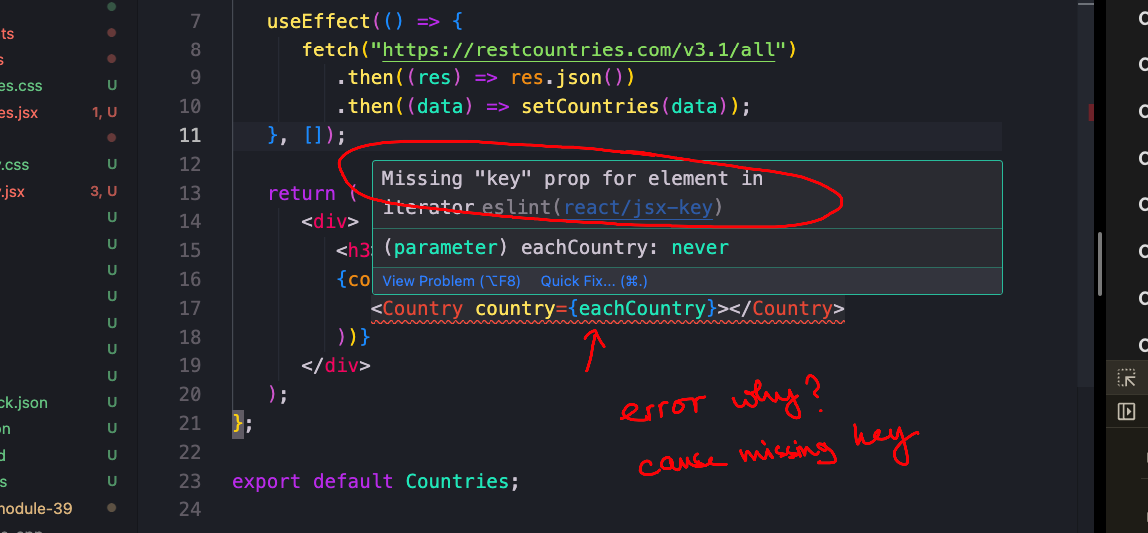 7 useEffect(() => {
ts
8 fetch("https://restcountries.com/v3.1/all")
s
9 .then((res) => res.json())
es.css U
10 .then((data) => setCountries(data));
es.jsx 1, U
11 }, []);
12
.css U
Missing "key" prop for element in
.jsx 3, U
13 return (
iterator eslint(react/jsx-key)
U
14 <div>
U
15 <h3
(parameter) eachCountry: never
U
16 {co
View Problem (⌥F8) Quick Fix... (⌘.)
U
17 <Country country={eachCountry}></Country>
U
18 ))}
U
19 </div>
U
20 );
error why?
ck.json U
21 };
n U
cause missing key
22
d U
23 export default Countries;
s U
24
module-39